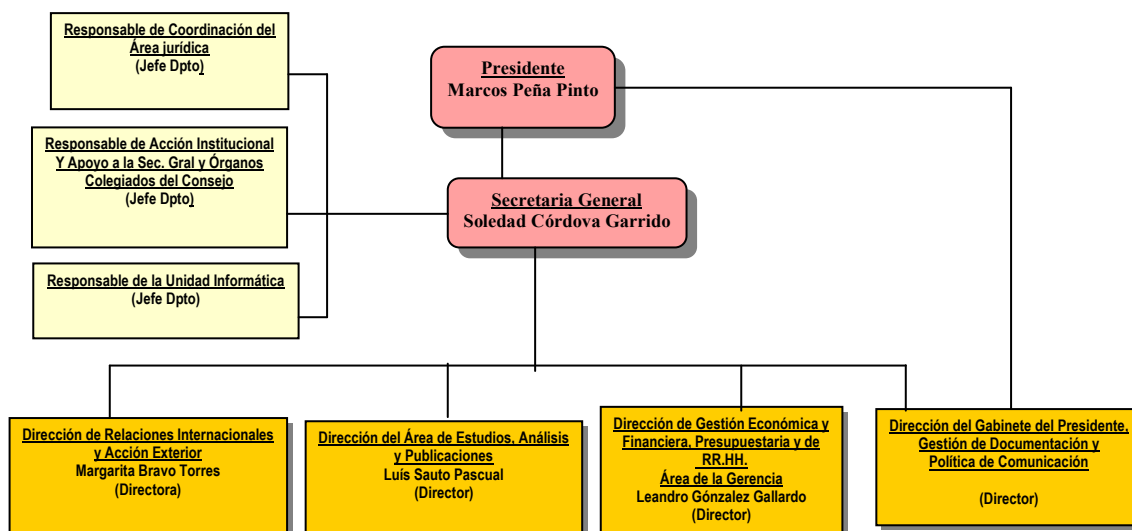 Responsable de Coordinación del
Área jurídica
(Jefe Dpto)
Presidente
Marcos Peña Pinto
Responsable de Acción Institucional
Y Apoyo a la Sec. Gral y Órganos
Colegiados del Consejo
(Jefe Dpto)
Secretaria General
Soledad Córdova Garrido
Responsable de la Unidad Informática
(Jefe Dpto)
Dirección de Relaciones Internacionales
y Acción Exterior
Margarita Bravo Torres
(Directora)
Dirección del Área de Estudios, Análisis
y Publicaciones
Luís Sauto Pascual
(Director)
Dirección de Gestión Económica y
Financiera, Presupuestaria y de
RR.HH.
Área de la Gerencia
Leandro Gónzalez Gallardo
(Director)
Dirección del Gabinete del Presidente,
Gestión de Documentación y
Política de Comunicación
(Director)